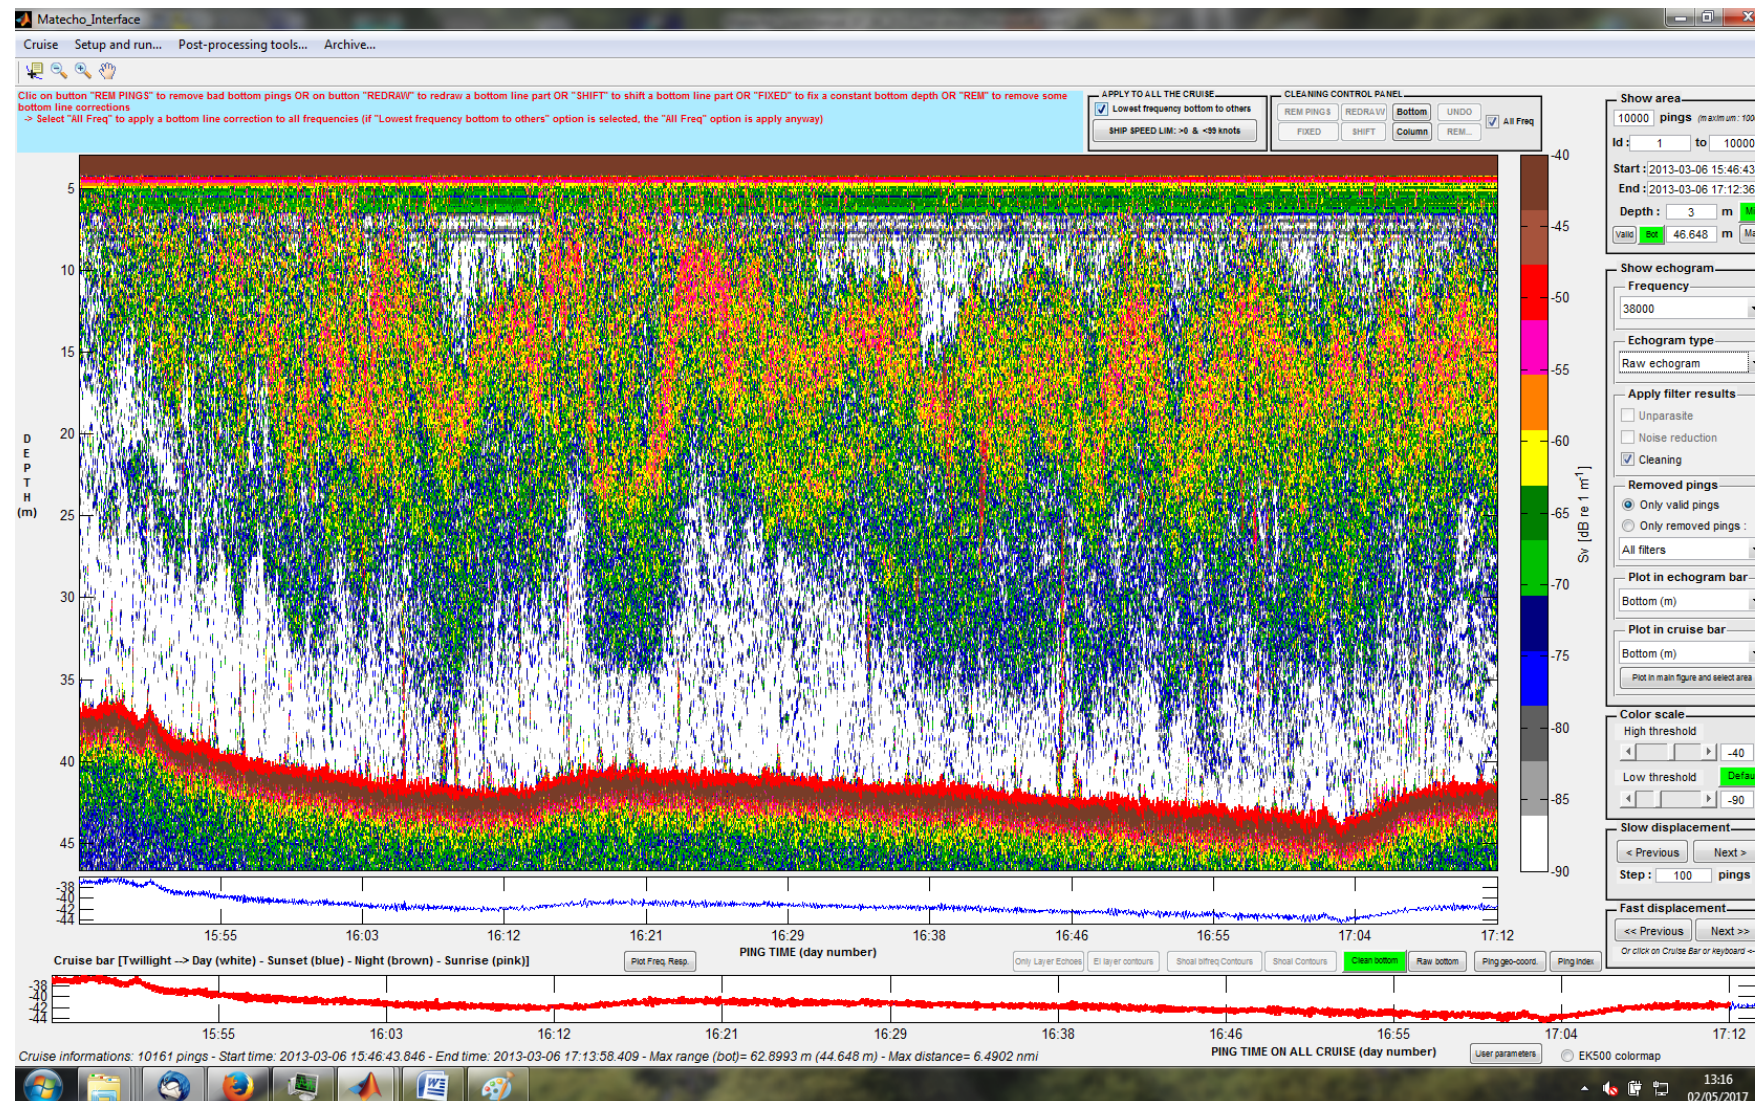 Matecho_Interface
Cruise Setup and run... Post-processing tools... Archive...
Clic on button "REM PINGS" to remove bad bottom pings OR on button "REDRAW" to redraw a bottom line part OR "SHIFT" to shift a bottom line part OR "FIXED" to fix a constant bottom depth OR "REM" to remove some
bottom line corrections
-> Select "All Freq" to apply a bottom line correction to all frequencies (if "Lowest frequency bottom to others" option is selected, the "All Freq" option is apply anyway)
APPLY TO ALL THE CRUISE
Lowest frequency bottom to others
SHIP SPEED LIM: >0 & <99 knots
CLEANING CONTROL PANEL
REM PINGS REDRAW Bottom UNDO
FIXED SHIFT Column REM...
All Freq
Show area
10000 pings (maximum: 100
Id : 1 to 10000
Start : 2013-03-06 15:46:43
End : 2013-03-06 17:12:36
Depth : 3 m Mi
Valid Bot 46.648 m Ma
Show echogram
Frequency
38000
Echogram type
Raw echogram
Apply filter results
Unparasite
Noise reduction
Cleaning
Removed pings
Only valid pings
Only removed pings :
All filters
Plot in echogram bar
Bottom (m)
Plot in cruise bar
Bottom (m)
Plot in main figure and select area
Color scale
High threshold
-40
Low threshold Defau
-90
Slow displacement
< Previous Next >
Step : 100 pings
Fast displacement
<< Previous Next >>
Or click on Cruise Bar or keyboard <-
DEPTH
(m)
5
10
15
20
25
30
35
40
45
-40
-45
-50
-55
-60
-65
-70
-75
-80
-85
-90
Sv [dB re 1 m-1]
-38
-40
-42
-44
15:55 16:03 16:12 16:21 16:29 16:38 16:46 16:55 17:04 17:12
PING TIME (day number)
Cruise bar [Twillight --> Day (white) - Sunset (blue) - Night (brown) - Sunrise (pink)]
Plot Freq. Resp.
Only Layer Echoes EI layer contours Shoal bifreq Contours Shoal Contours Clean bottom Raw bottom Ping geo-coord. Ping Index
-38
-40
-42
-44
15:55 16:03 16:12 16:21 16:29 16:38 16:46 16:55 17:04 17:12
Cruise informations: 10161 pings - Start time: 2013-03-06 15:46:43.846 - End time: 2013-03-06 17:13:58.409 - Max range (bot)= 62.8993 m (44.648 m) - Max distance= 6.4902 nmi
PING TIME ON ALL CRUISE (day number)
User parameters
EK500 colormap
13:16
02/05/2017